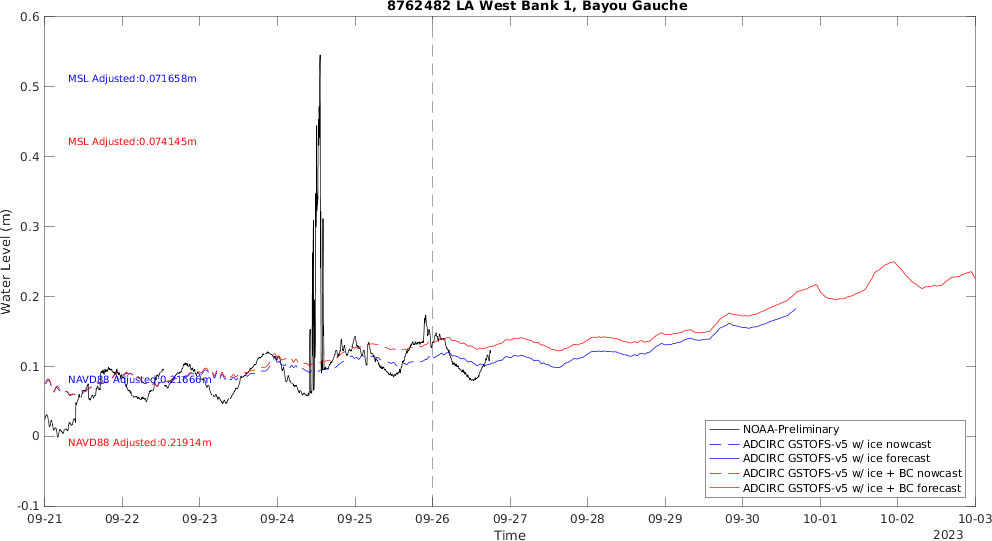 8762482 LA West Bank 1, Bayou Gauche
0.6
0.5
0.4
0.3
0.2
0.1
0
-0.1
Water Level (m)
MSL Adjusted:0.071658m
MSL Adjusted:0.074145m
NAVD88 Adjusted:0.21666m
NAVD88 Adjusted:0.21914m
NOAA-Preliminary
ADCIRC GSTOFS-v5 w/ ice nowcast
ADCIRC GSTOFS-v5 w/ ice forecast
ADCIRC GSTOFS-v5 w/ ice + BC nowcast
ADCIRC GSTOFS-v5 w/ ice + BC forecast
09-21 09-22 09-23 09-24 09-25 09-26 09-27 09-28 09-29 09-30 10-01 10-02 10-03
Time
2023